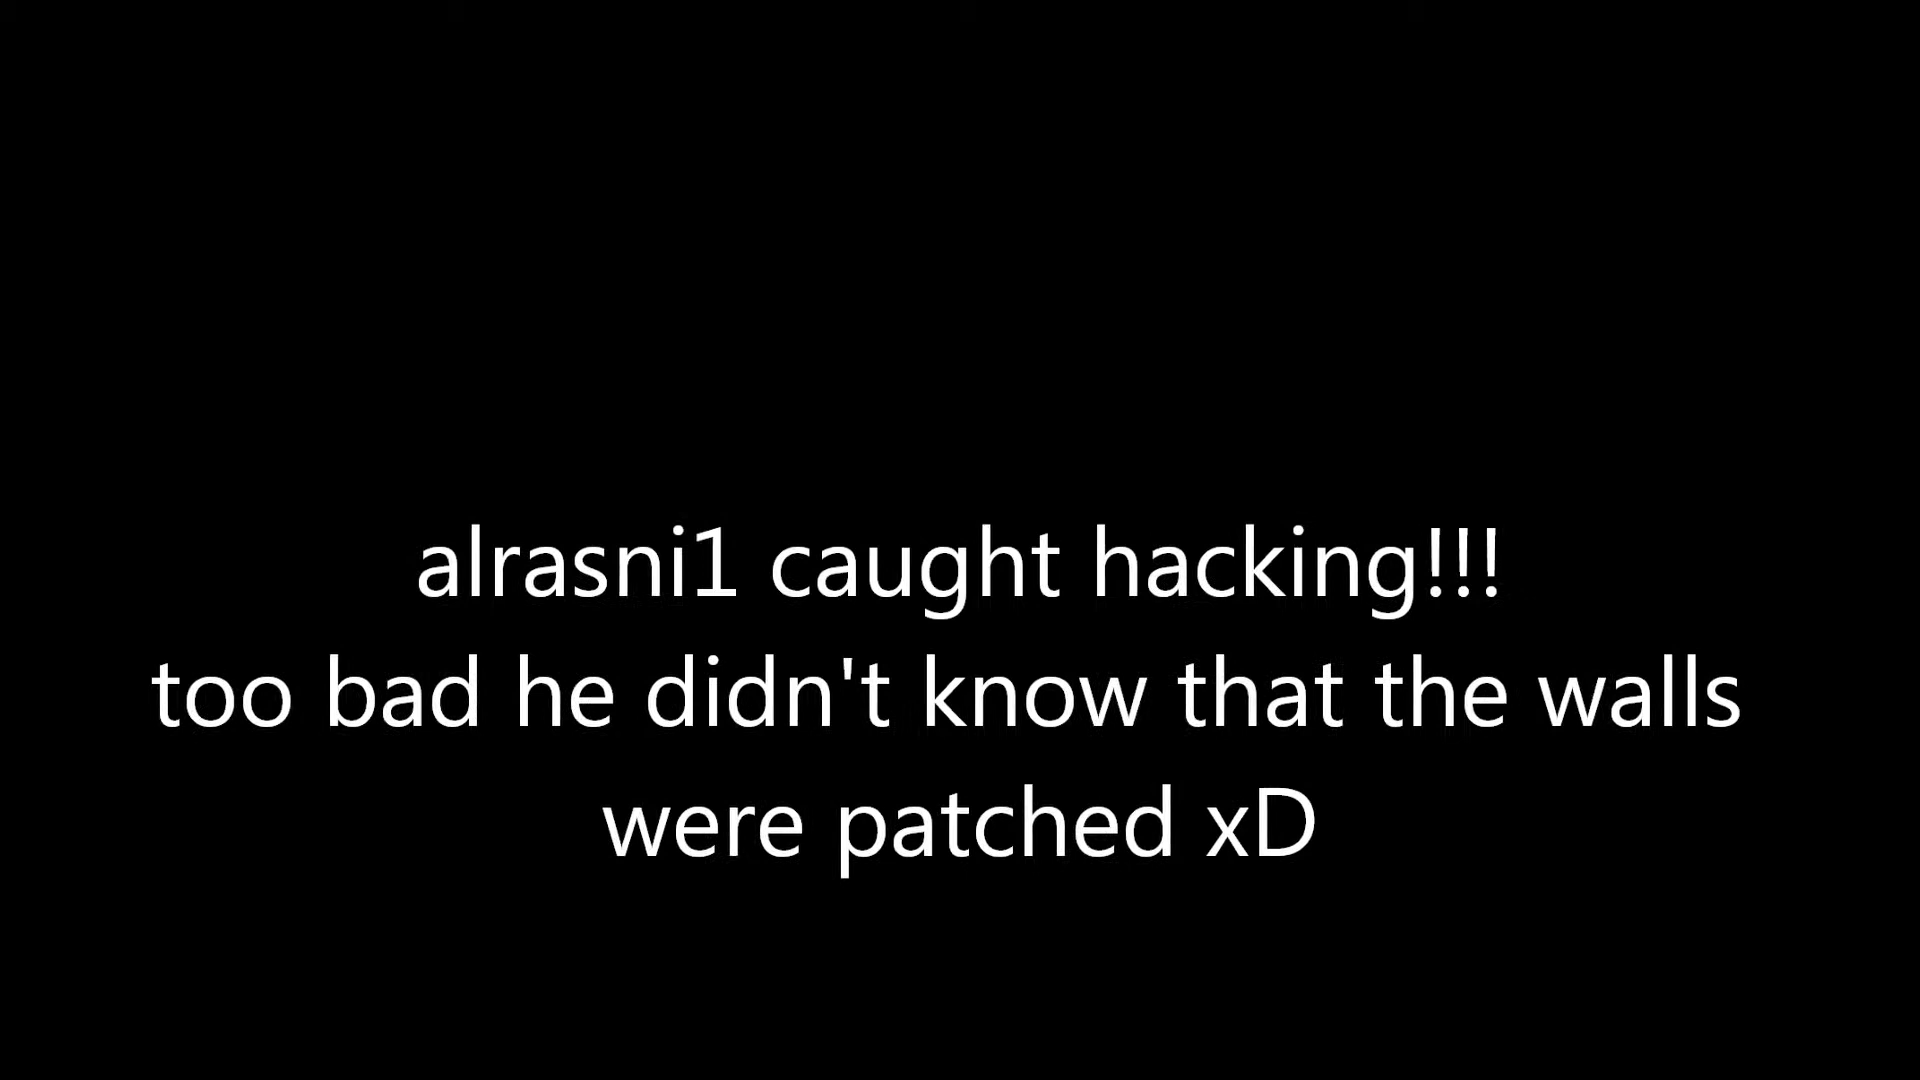 alrasni1 caught hacking!!!
too bad he didn't know that the walls
were patched xD